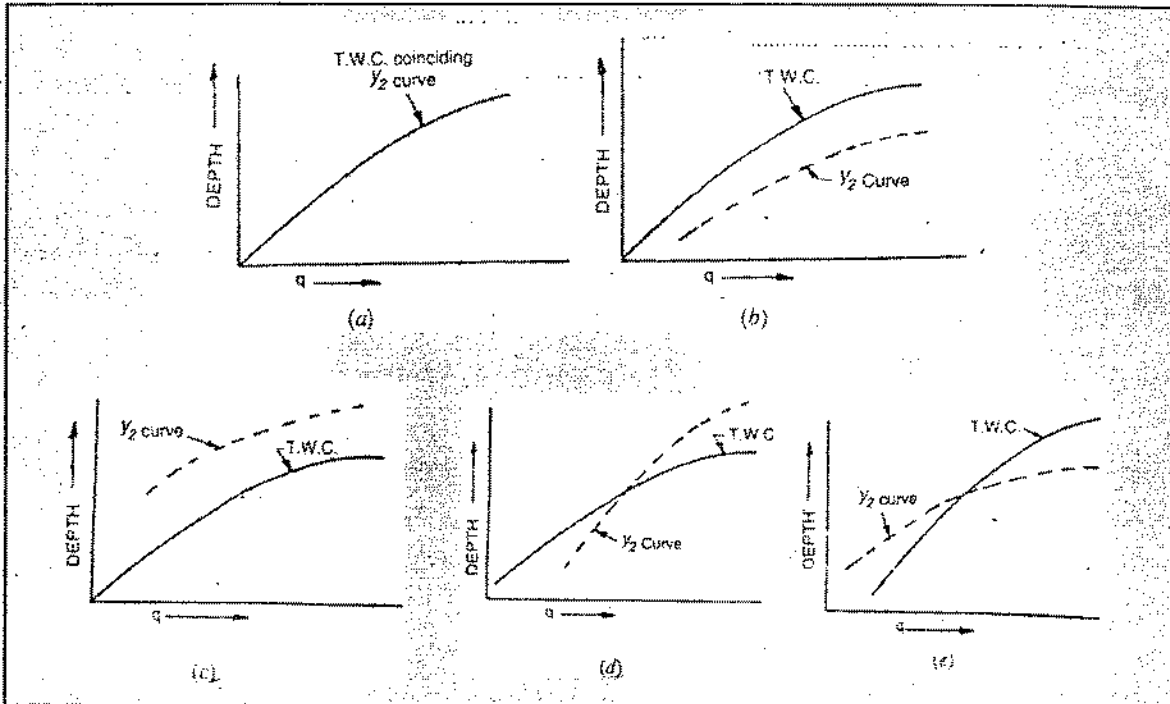 T.W.C. coinciding
y2 curve
DEPTH
q
(a)
T.W.C.
y2 Curve
DEPTH
q
(b)
y2 curve
T.W.C.
DEPTH
q
(c)
T.W.C
y2 Curve
DEPTH
q
(d)
T.W.C.
y2 curve
DEPTH
q
(e)